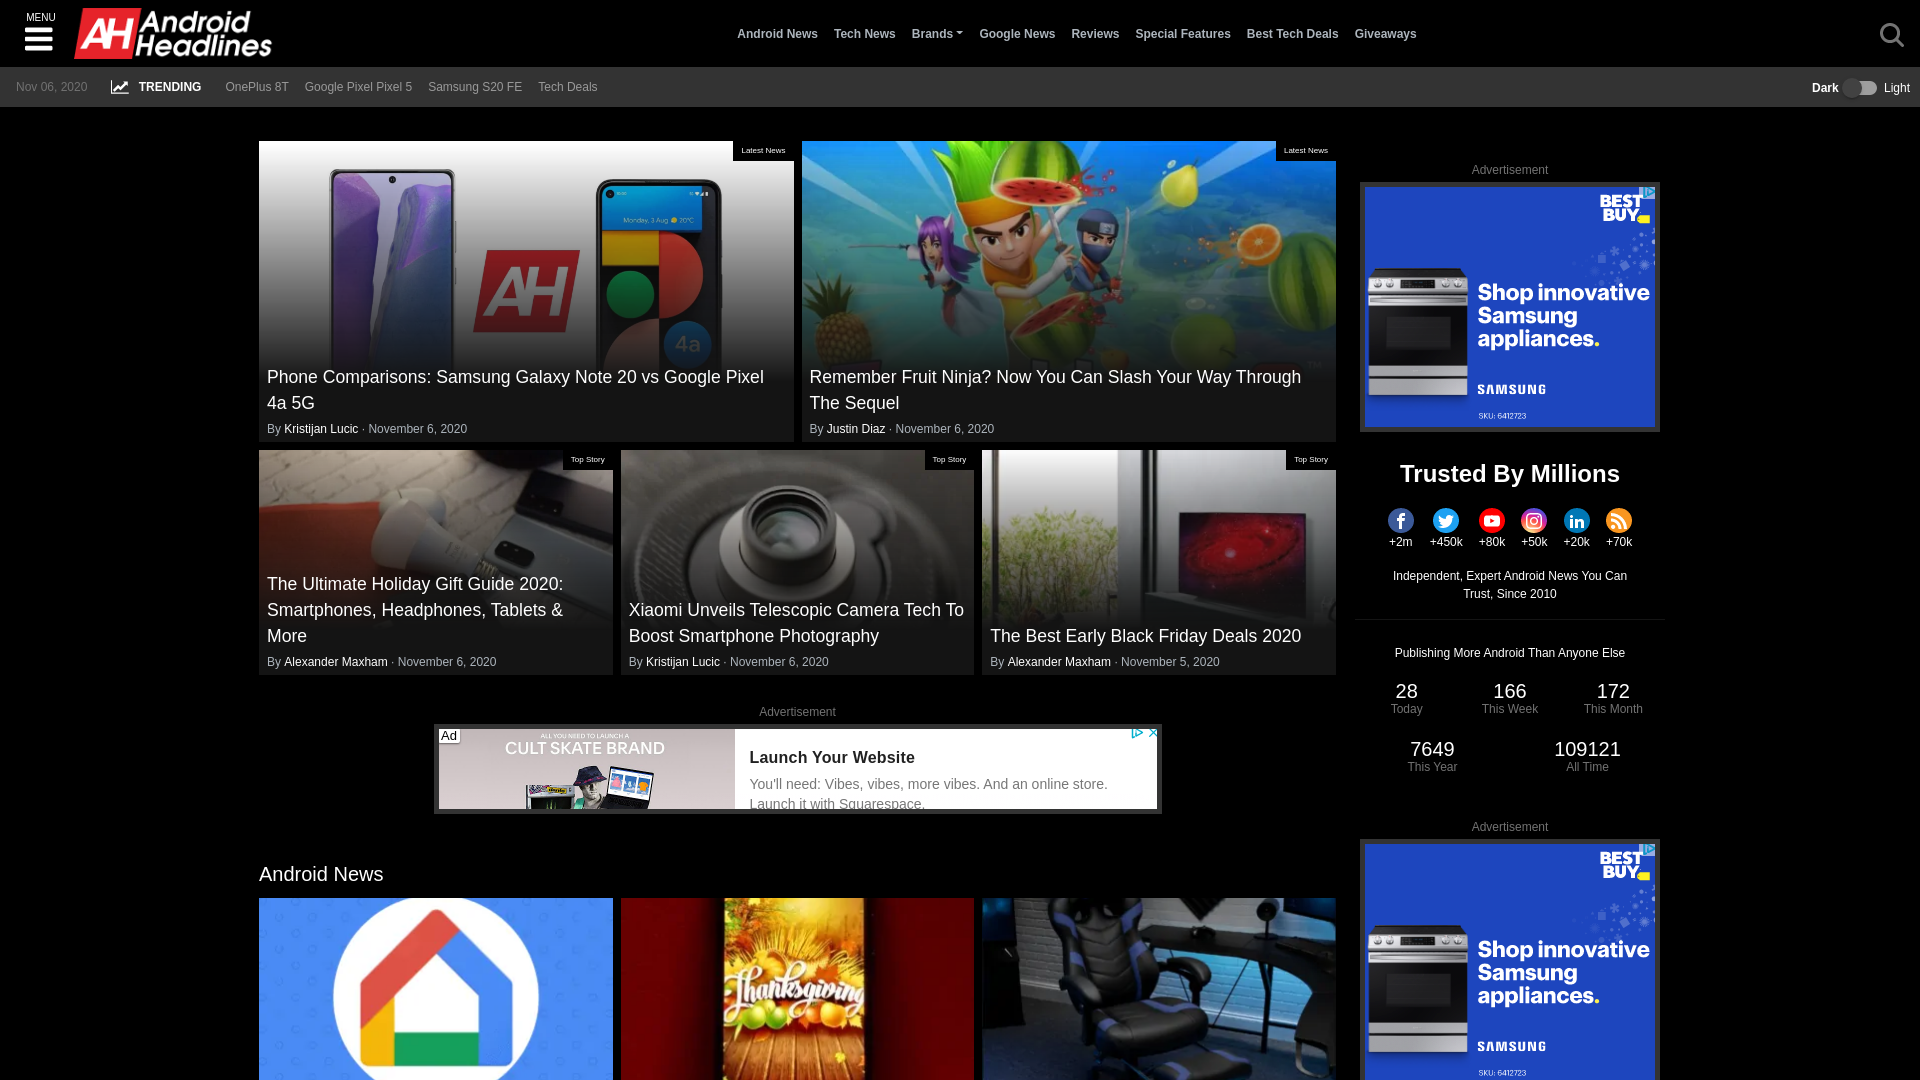 MENU
AH Android
Headlines
Android News
Tech News
Brands
Google News
Reviews
Special Features
Best Tech Deals
Giveaways
Nov 06, 2020
TRENDING
OnePlus 8T
Google Pixel Pixel 5
Samsung S20 FE
Tech Deals
Dark
Light
Latest News
Monday, 3 Aug 20°C
AH
4a
Phone Comparisons: Samsung Galaxy Note 20 vs Google Pixel
4a 5G
By Kristijan Lucic · November 6, 2020
Latest News
Remember Fruit Ninja? Now You Can Slash Your Way Through
The Sequel
By Justin Diaz · November 6, 2020
Top Story
The Ultimate Holiday Gift Guide 2020:
Smartphones, Headphones, Tablets &
More
By Alexander Maxham · November 6, 2020
Top Story
Xiaomi Unveils Telescopic Camera Tech To
Boost Smartphone Photography
By Kristijan Lucic · November 6, 2020
Top Story
The Best Early Black Friday Deals 2020
By Alexander Maxham · November 5, 2020
Advertisement
Ad
ALL YOU NEED TO LAUNCH A
CULT SKATE BRAND
Launch Your Website
You'll need: Vibes, vibes, more vibes. And an online store.
Launch it with Squarespace.
Android News
Thanksgiving
Advertisement
BEST
BUY
Shop innovative
Samsung
appliances.
SAMSUNG
SKU: 6412723
Trusted By Millions
+2m
+450k
+80k
+50k
+20k
+70k
Independent, Expert Android News You Can
Trust, Since 2010
Publishing More Android Than Anyone Else
28
Today
166
This Week
172
This Month
7649
This Year
109121
All Time
Advertisement
BEST
BUY
Shop innovative
Samsung
appliances.
SAMSUNG
SKU: 6412723